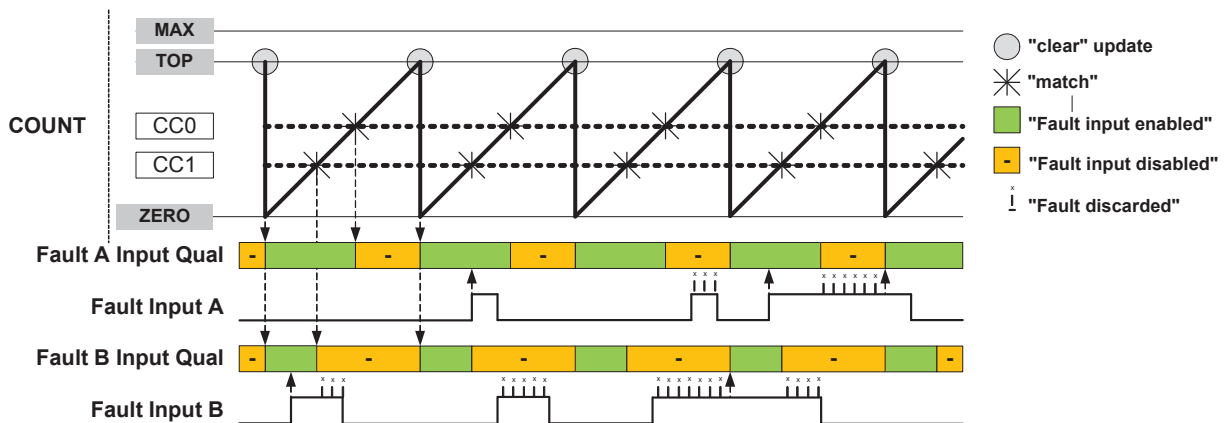 MAX
TOP
COUNT
CC0
CC1
ZERO
"clear" update
"match"
"Fault input enabled"
- "Fault input disabled"
x x x
"Fault discarded"
Fault A Input Qual
- - - - -
x x x x x x x x x
Fault Input A
Fault B Input Qual
- - - - - -
x x x x x x x x x x x x x x x x x x x
Fault Input B